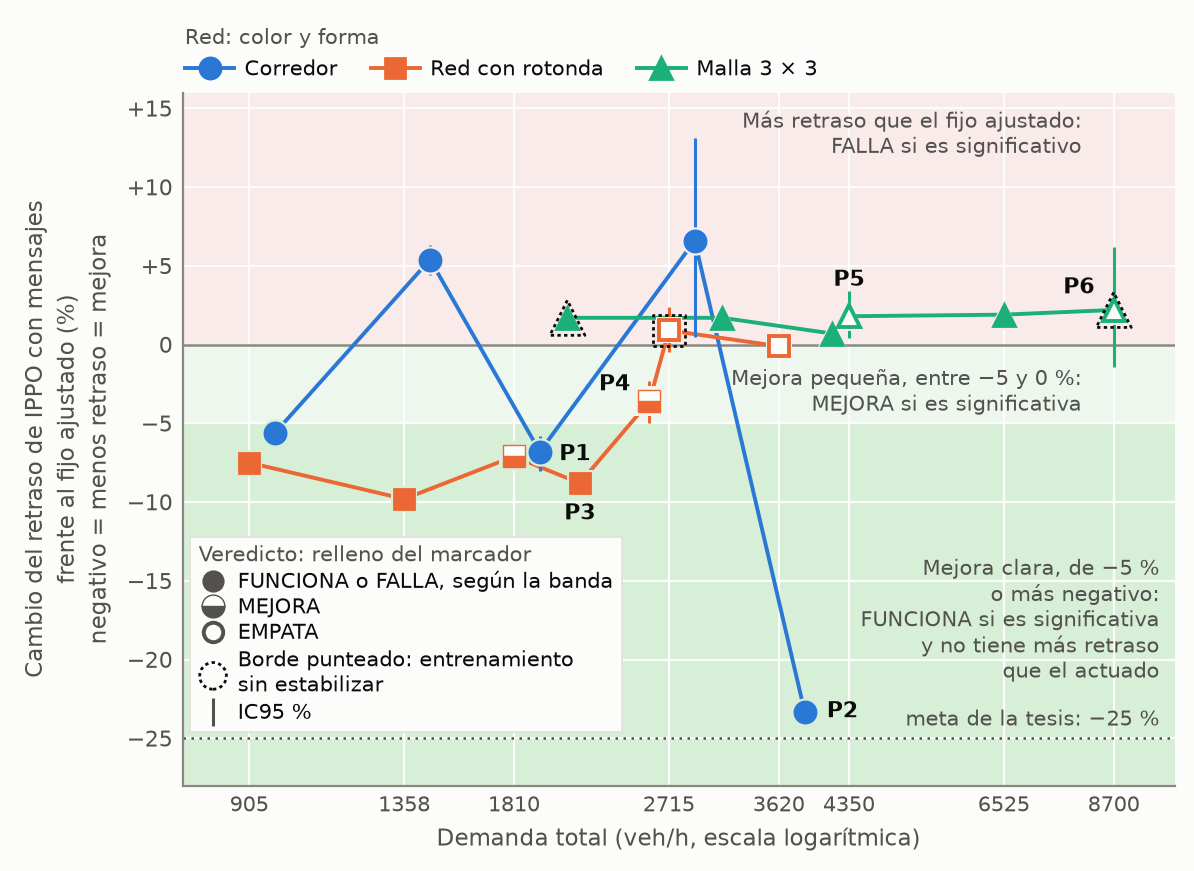 Red: color y forma
Corredor
Red con rotonda
Malla 3 × 3
Cambio del retraso de IPPO con mensajes
frente al fijo ajustado (%)
negativo = menos retraso = mejora
+15
+10
+5
0
−5
−10
−15
−20
−25
Más retraso que el fijo ajustado:
FALLA si es significativo
P5
P6
Mejora pequeña, entre −5 y 0 %:
MEJORA si es significativa
P4
P1
P3
Veredicto: relleno del marcador
FUNCIONA o FALLA, según la banda
MEJORA
EMPATA
Borde punteado: entrenamiento
sin estabilizar
IC95 %
Mejora clara, de −5 %
o más negativo:
FUNCIONA si es significativa
y no tiene más retraso
que el actuado
P2
meta de la tesis: −25 %
905
1358
1810
2715
3620
4350
6525
8700
Demanda total (veh/h, escala logarítmica)